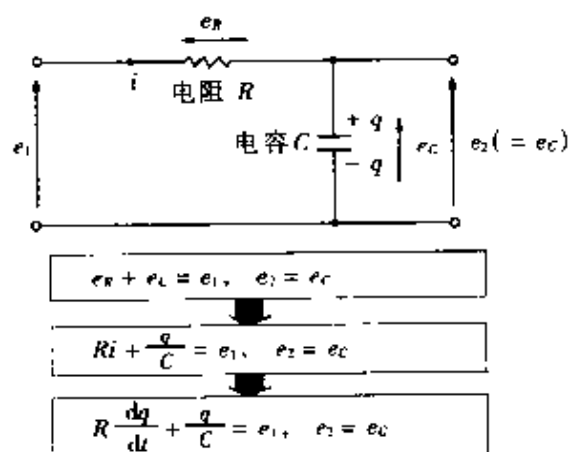 e_R
i
电阻 R
e_1
电容 C
+ q
- q
e_C
e_2 (= e_C)
e_R + e_C = e_1, e_2 = e_C
Ri + q/C = e_1, e_2 = e_C
R dq/dt + q/C = e_1, e_2 = e_C